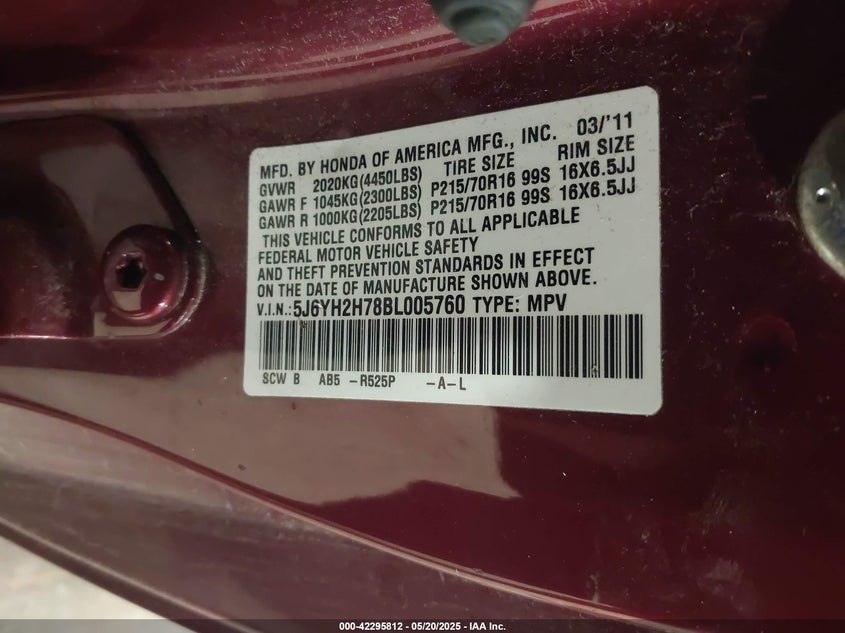 MFD. BY HONDA OF AMERICA MFG., INC. 03/'11
GVWR 2020KG(4450LBS) TIRE SIZE RIM SIZE
GAWR F 1045KG(2300LBS) P215/70R16 99S 16X6.5JJ
GAWR R 1000KG(2205LBS) P215/70R16 99S 16X6.5JJ
THIS VEHICLE CONFORMS TO ALL APPLICABLE
FEDERAL MOTOR VEHICLE SAFETY
AND THEFT PREVENTION STANDARDS IN EFFECT
ON THE DATE OF MANUFACTURE SHOWN ABOVE.
V.I.N.:5J6YH2H78BL005760 TYPE: MPV
SCW B AB5 -R525P -A-L
000-42295812 - 05/20/2025 - IAA Inc.